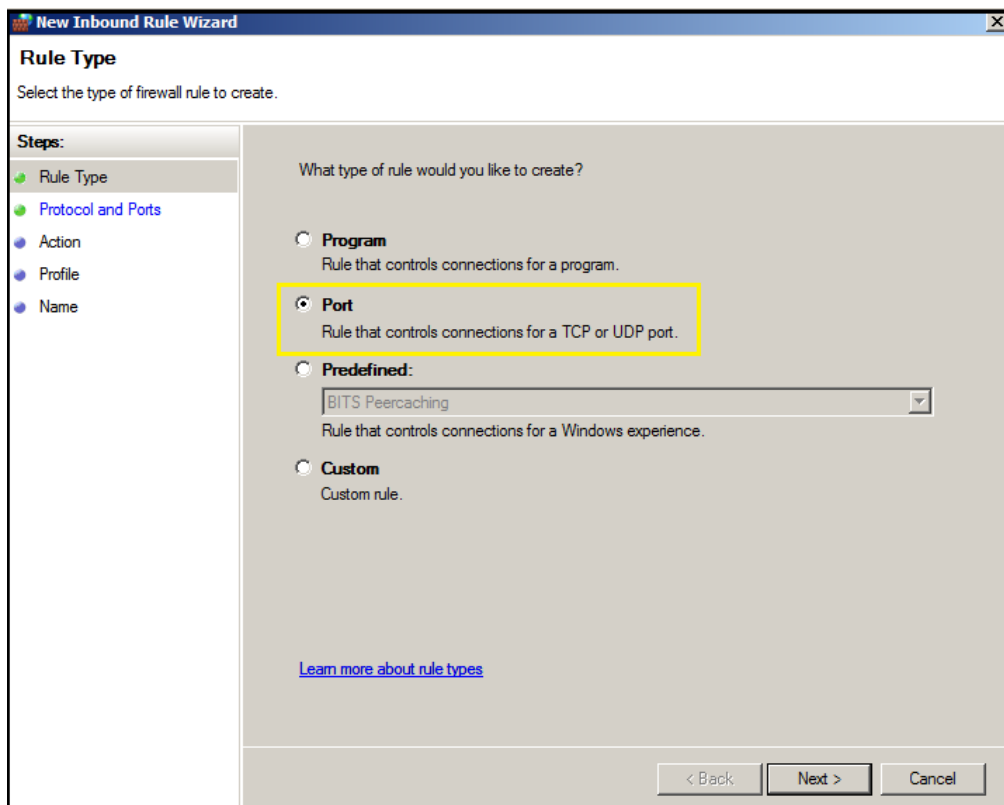 New Inbound Rule Wizard
Rule Type
Select the type of firewall rule to create.
Steps:
Rule Type
Protocol and Ports
Action
Profile
Name
What type of rule would you like to create?
Program
Rule that controls connections for a program.
Port
Rule that controls connections for a TCP or UDP port.
Predefined:
BITS Peercaching
Rule that controls connections for a Windows experience.
Custom
Custom rule.
Learn more about rule types
< Back
Next >
Cancel